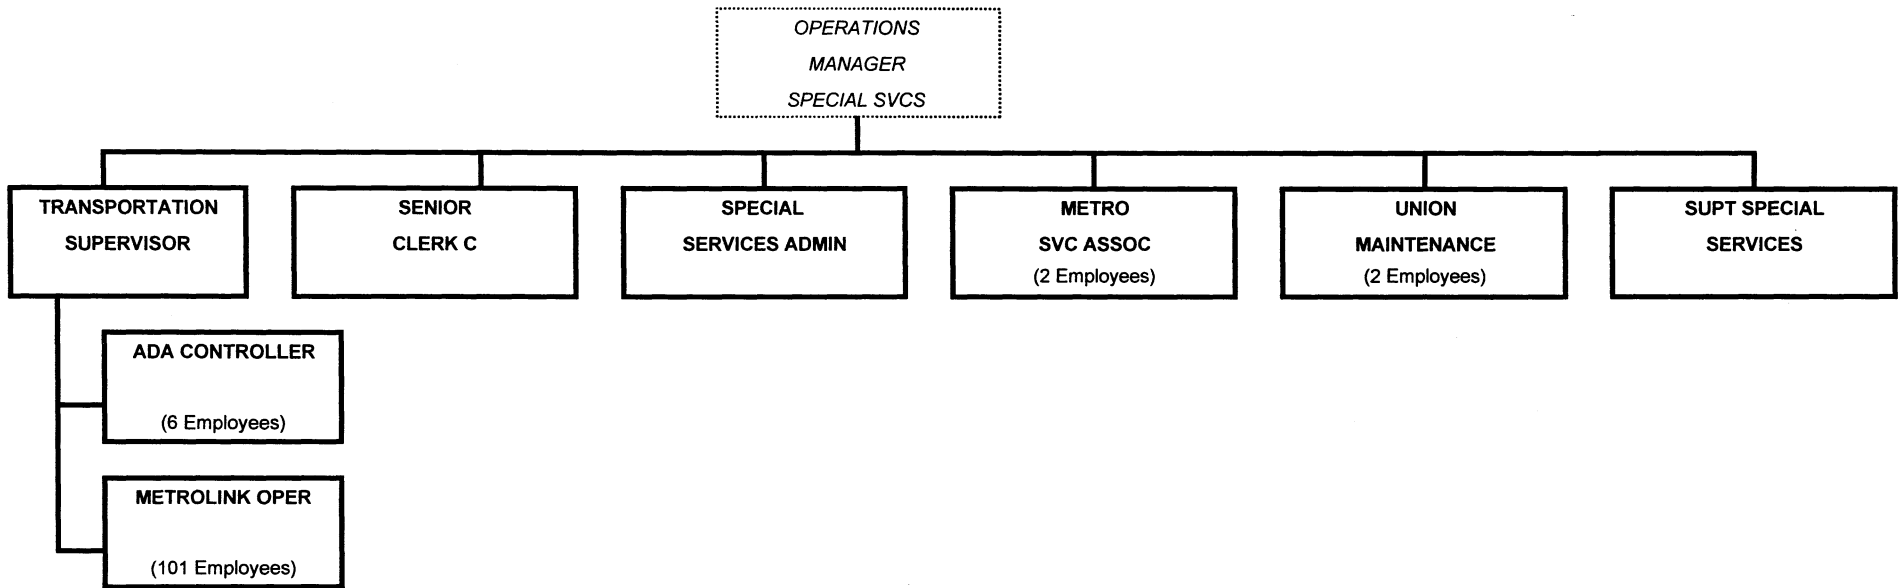 OPERATIONS
MANAGER
SPECIAL SVCS
TRANSPORTATION
SUPERVISOR
SENIOR
CLERK C
SPECIAL
SERVICES ADMIN
METRO
SVC ASSOC
(2 Employees)
UNION
MAINTENANCE
(2 Employees)
SUPT SPECIAL
SERVICES
ADA CONTROLLER
(6 Employees)
METROLINK OPER
(101 Employees)